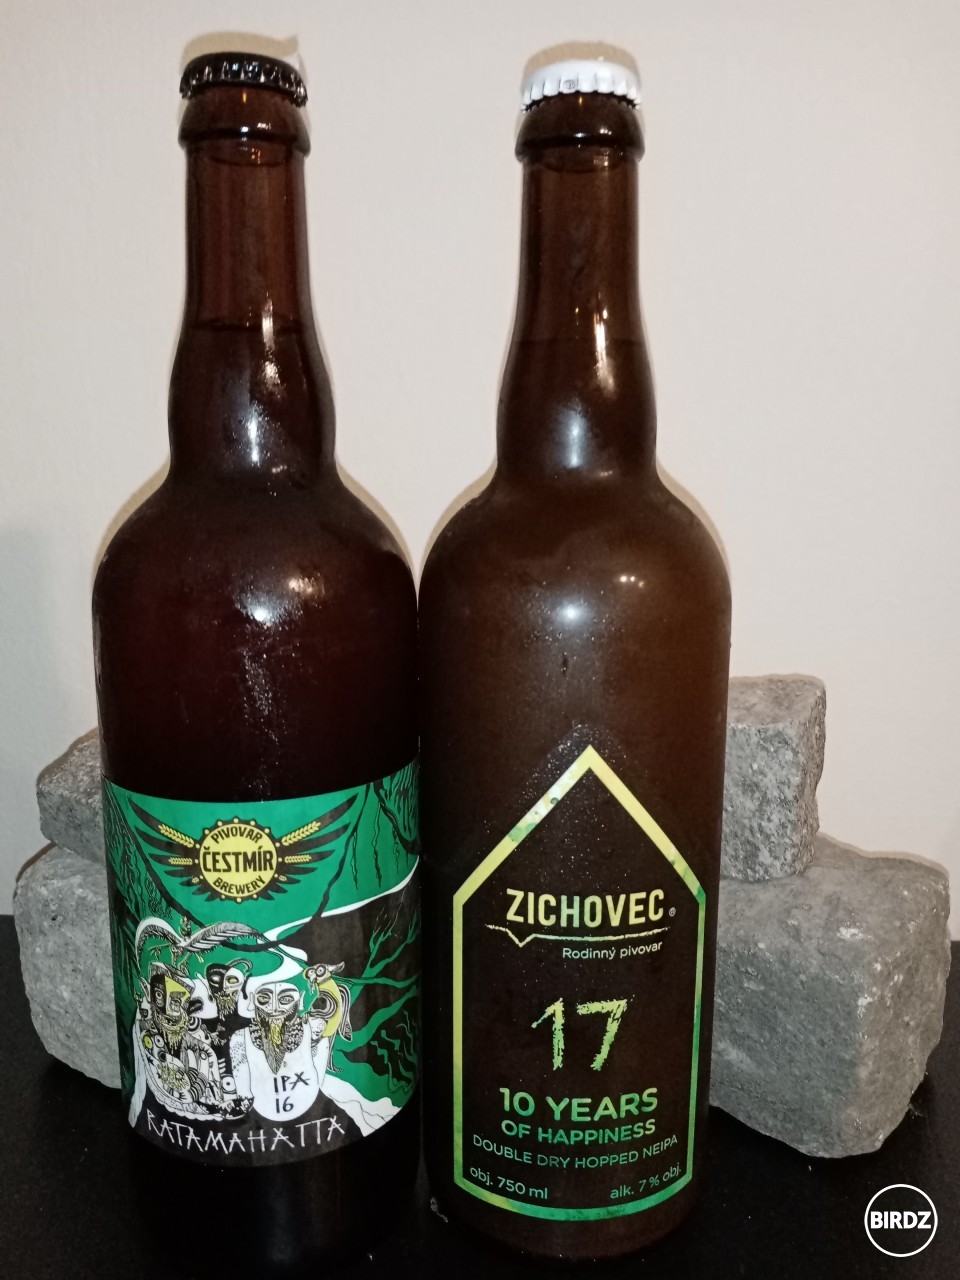 PIVOVAR
ČESTMÍR
BREWERY
IPA
16
RATAMAHATTA
ZICHOVEC®
Rodinný pivovar
17
10 YEARS
OF HAPPINESS
DOUBLE DRY HOPPED NEIPA
obj. 750 ml
alk. 7 % obj.
BIRDZ